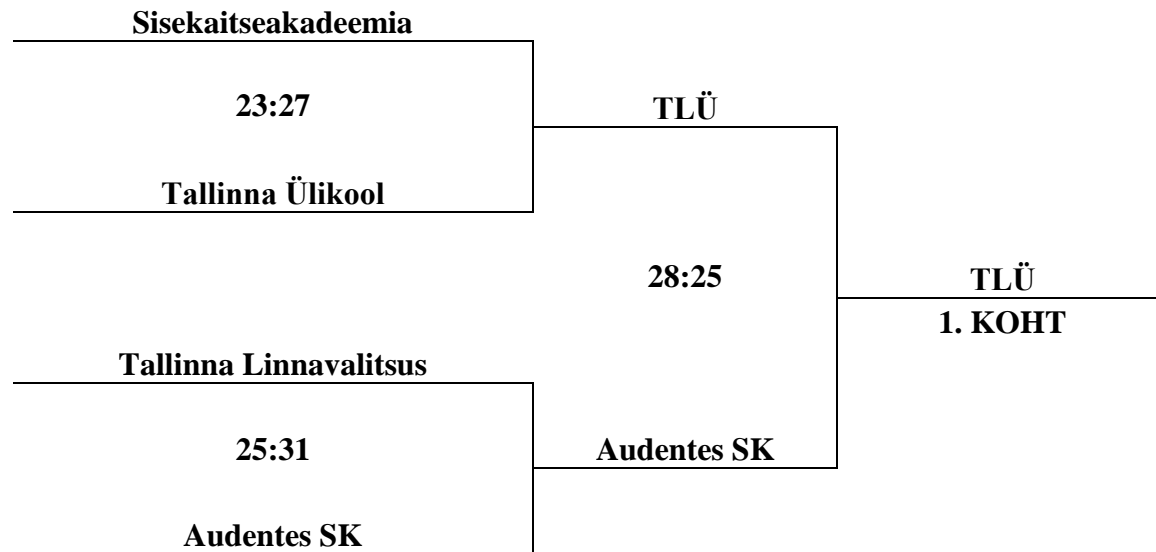 Sisekaitseakadeemia
23:27
TLÜ
Tallinna Ülikool
28:25
TLÜ
1. KOHT
Tallinna Linnavalitsus
25:31
Audentes SK
Audentes SK